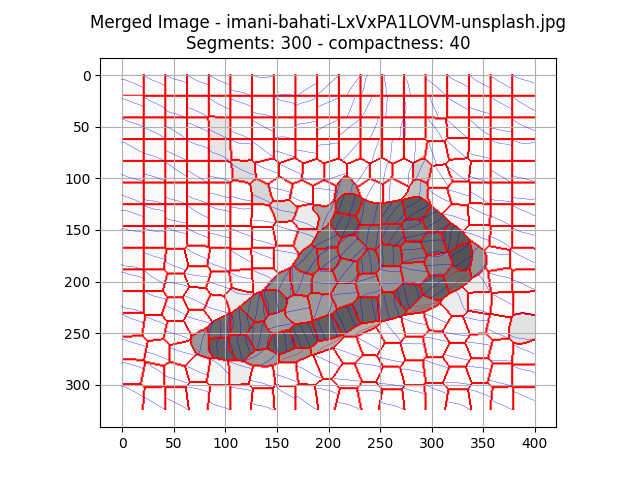 Merged Image - imani-bahati-LxVxPA1LOVM-unsplash.jpg
Segments: 300 - compactness: 40
0
50
100
150
200
250
300
0 50 100 150 200 250 300 350 400